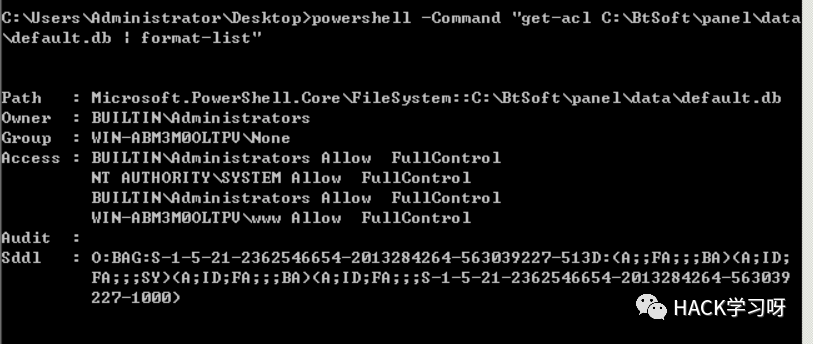 C:\Users\Administrator\Desktop>powershell -Command "get-acl C:\BtSoft\panel\data
\default.db | format-list"
Path   : Microsoft.PowerShell.Core\FileSystem::C:\BtSoft\panel\data\default.db
Owner  : BUILTIN\Administrators
Group  : WIN-ABM3M0OLTPV\None
Access : BUILTIN\Administrators Allow  FullControl
NT AUTHORITY\SYSTEM Allow  FullControl
BUILTIN\Administrators Allow  FullControl
WIN-ABM3M0OLTPV\www Allow  FullControl
Audit  :
Sddl   : O:BAG:S-1-5-21-2362546654-2013284264-563039227-513D:(A;;FA;;;BA)(A;ID;
FA;;;SY)(A;ID;FA;;;BA)(A;ID;FA;;;S-1-5-21-2362546654-2013284264-563039
227-1000)
HACK学习呀